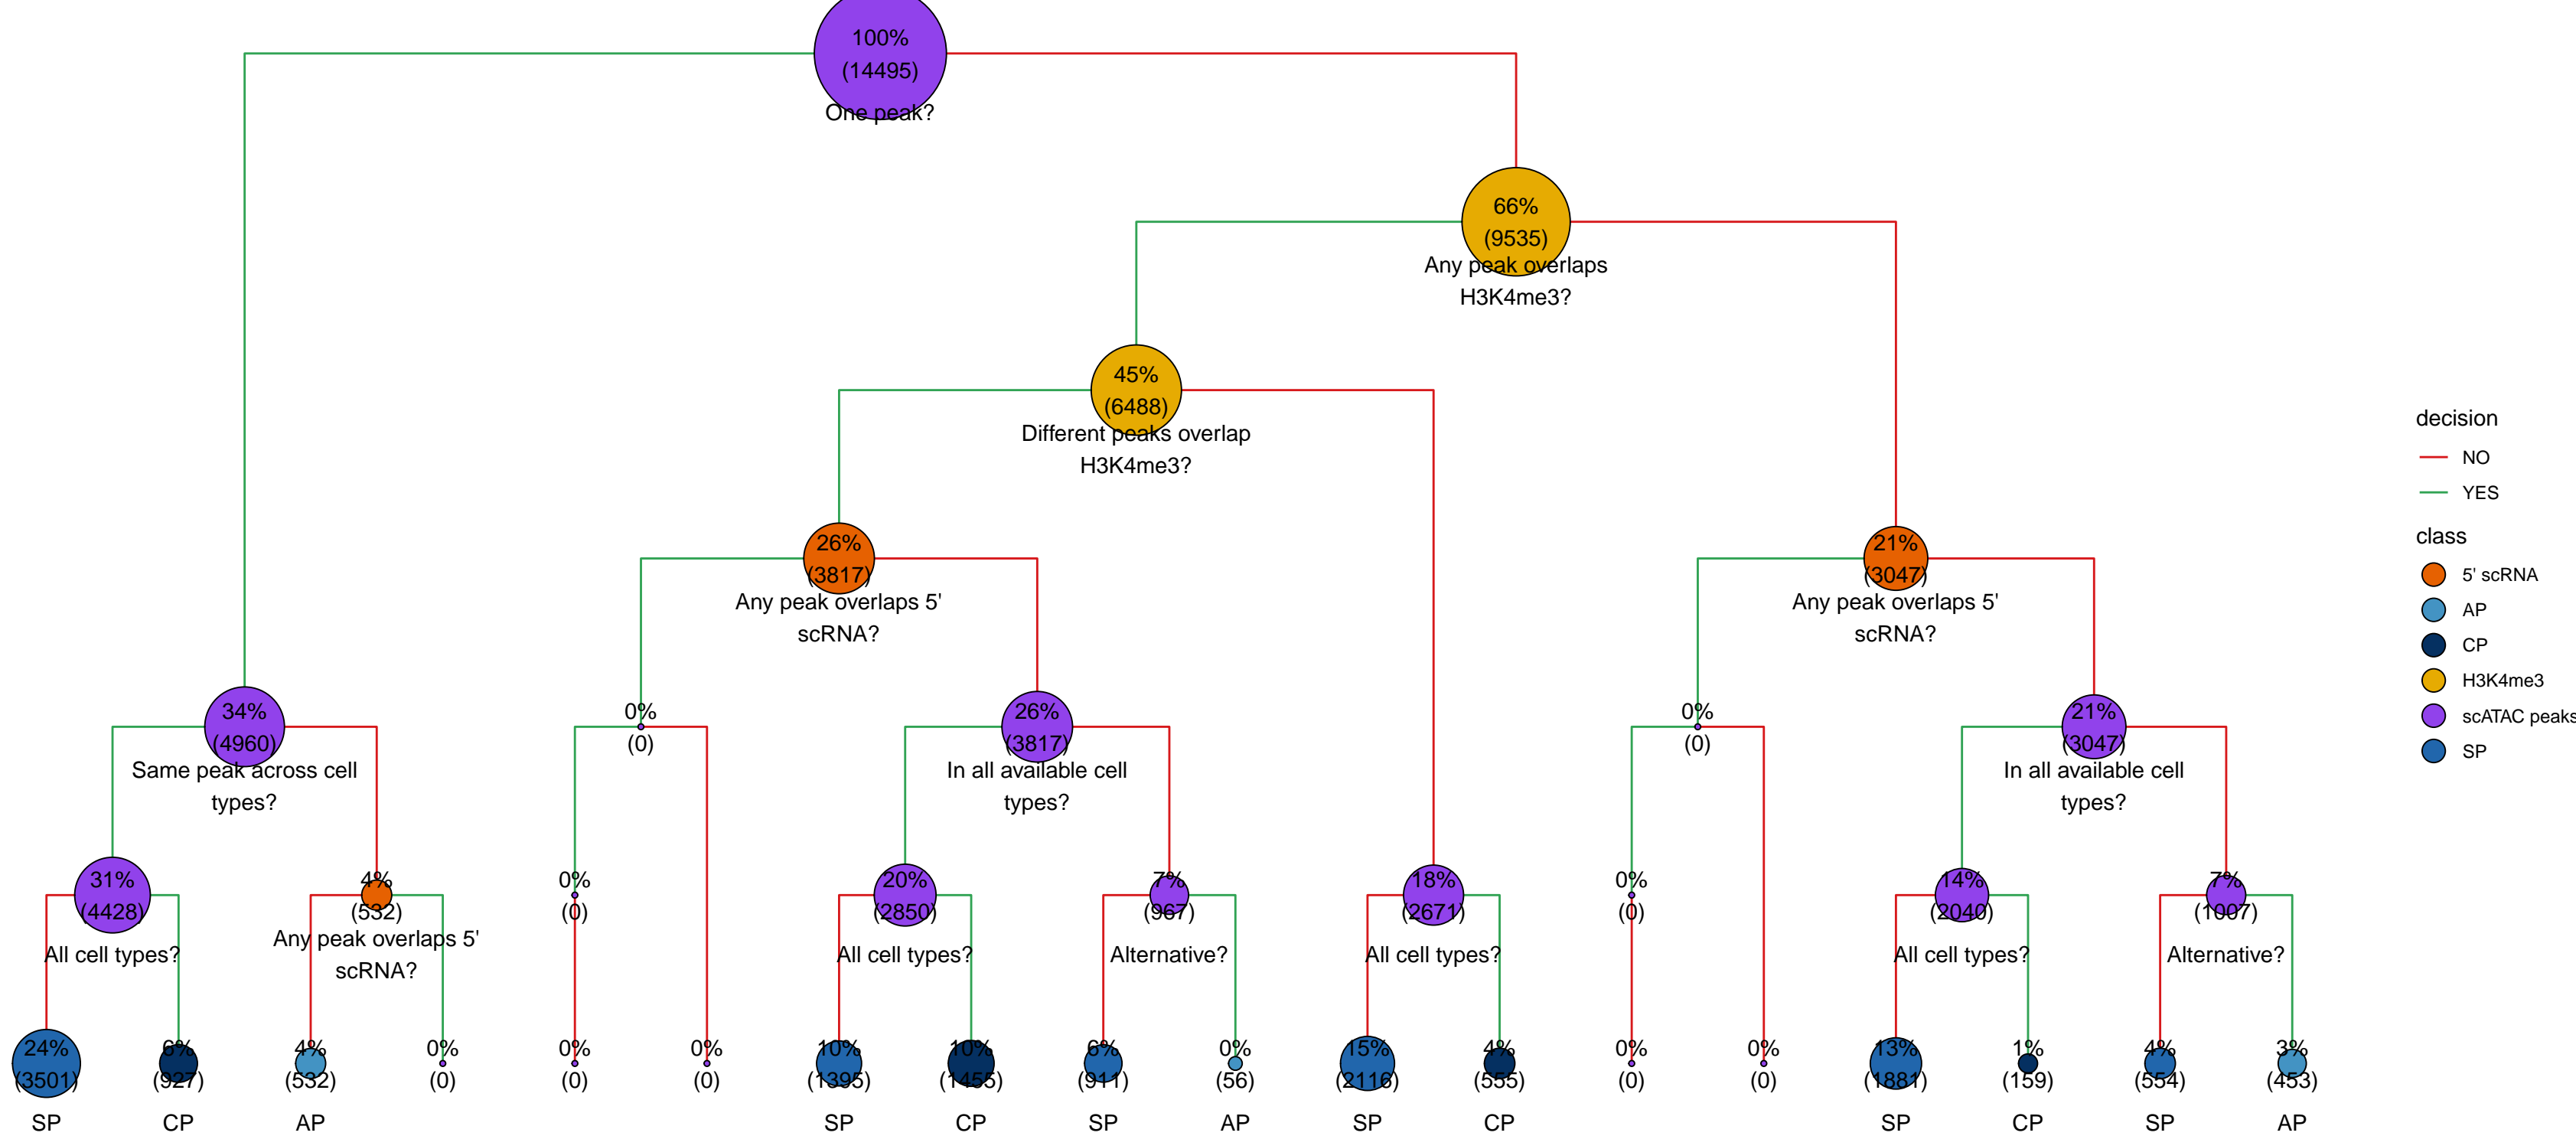 100%
(14495)
One peak?
66%
(9535)
Any peak overlaps
H3K4me3?
45%
(6488)
Different peaks overlap
H3K4me3?
26%
(3817)
Any peak overlaps 5'
scRNA?
21%
(3047)
Any peak overlaps 5'
scRNA?
34%
(4960)
Same peak across cell
types?
0%
(0)
26%
(3817)
In all available cell
types?
0%
(0)
21%
(3047)
In all available cell
types?
31%
(4428)
All cell types?
4%
(532)
Any peak overlaps 5'
scRNA?
0%
(0)
20%
(2850)
All cell types?
7%
(967)
Alternative?
18%
(2671)
All cell types?
0%
(0)
14%
(2040)
All cell types?
7%
(1007)
Alternative?
24%
(3501)
SP
6%
(927)
CP
4%
(532)
AP
0%
(0)
0%
(0)
0%
(0)
10%
(1395)
SP
10%
(1455)
CP
6%
(911)
SP
0%
(56)
AP
15%
(2116)
SP
4%
(555)
CP
0%
(0)
0%
(0)
13%
(1881)
SP
1%
(159)
CP
4%
(554)
SP
3%
(453)
AP
decision
NO
YES
class
5' scRNA
AP
CP
H3K4me3
scATAC peaks
SP